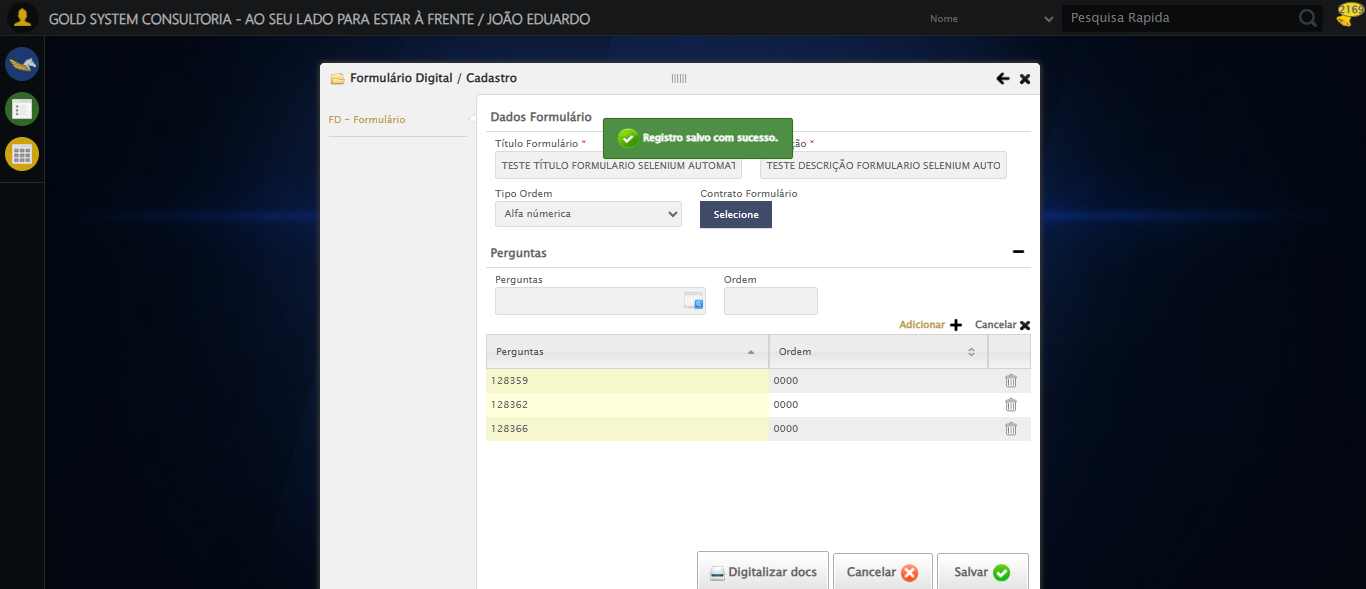 GOLD SYSTEM CONSULTORIA - AO SEU LADO PARA ESTAR À FRENTE / JOÃO EDUARDO
Nome
Pesquisa Rapida
2169
Formulário Digital / Cadastro
FD - Formulário
Dados Formulário
Registro salvo com sucesso.
Título Formulário *
ão *
TESTE TÍTULO FORMULARIO SELENIUM AUTOMAT
TESTE DESCRIÇÃO FORMULARIO SELENIUM AUTO
Tipo Ordem
Contrato Formulário
Alfa númerica
Selecione
Perguntas
Perguntas
Ordem
Adicionar
Cancelar
Perguntas
Ordem
128359 0000
128362 0000
128366 0000
Digitalizar docs
Cancelar
Salvar